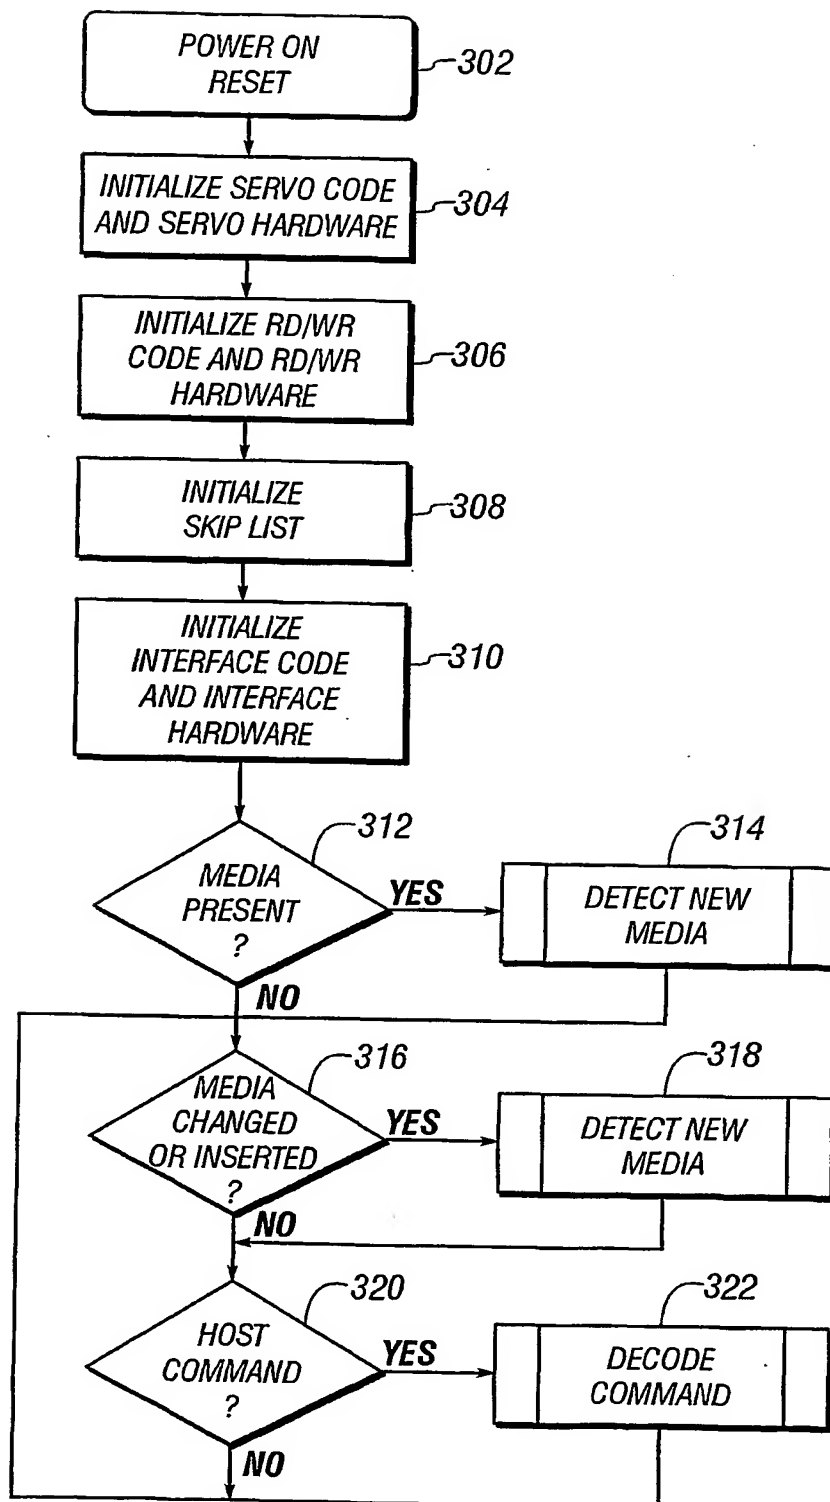 POWER ON
RESET
302
INITIALIZE SERVO CODE
AND SERVO HARDWARE
304
INITIALIZE RD/WR
CODE AND RD/WR
HARDWARE
306
INITIALIZE
SKIP LIST
308
INITIALIZE
INTERFACE CODE
AND INTERFACE
HARDWARE
310
312
MEDIA
PRESENT
?
YES
314
DETECT NEW
MEDIA
NO
316
MEDIA
CHANGED
OR INSERTED
?
YES
318
DETECT NEW
MEDIA
NO
320
HOST
COMMAND
?
YES
322
DECODE
COMMAND
NO